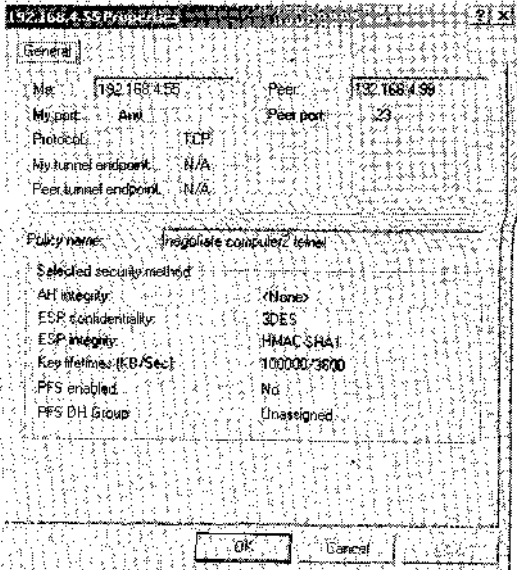 192.168.4.55 Properties ? X
General
Me: 192.168.4.55 Peer: 192.168.4.99
My port: Any Peer port: 23
Protocol: TCP
My tunnel endpoint: N/A
Peer tunnel endpoint: N/A
Policy name: negotiate computer2 telnet
Selected security method
AH integrity: <None>
ESP confidentiality: 3DES
ESP integrity: HMAC-SHA1
Key lifetimes (KB/Sec): 100000/3600
PFS enabled: No
PFS DH Group: Unassigned
OK Cancel